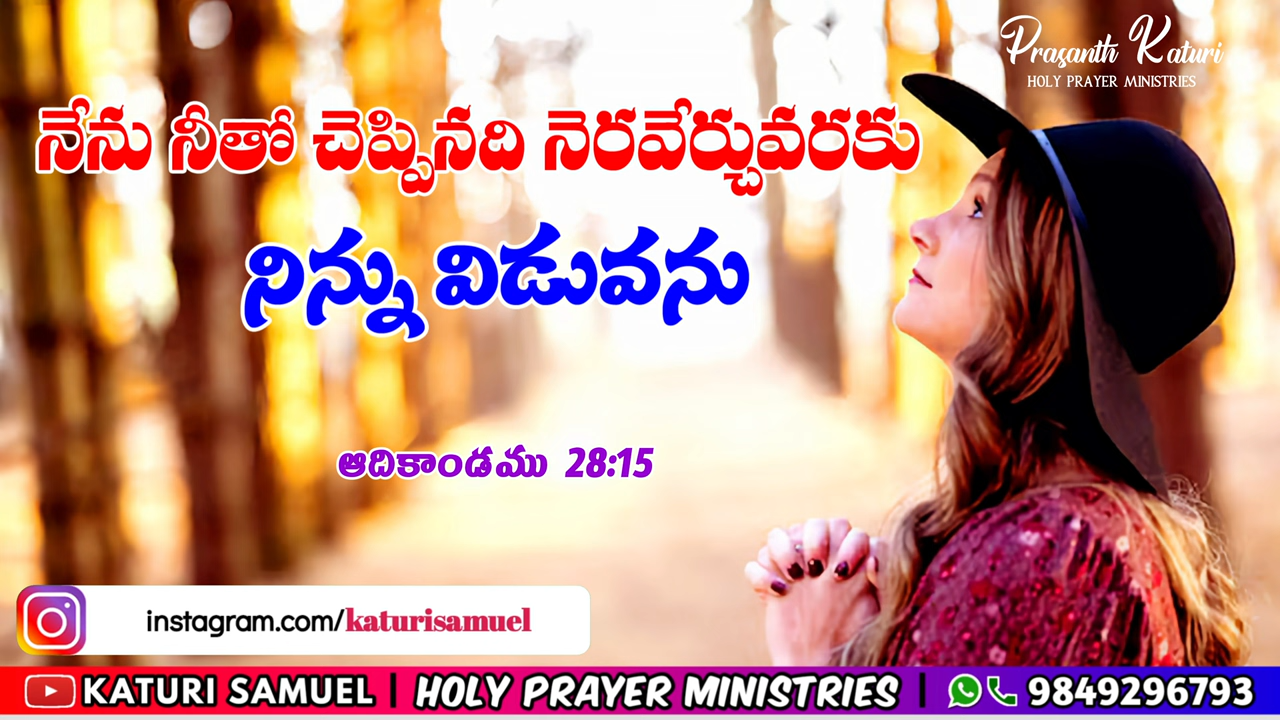 Prasanth Katuri
HOLY PRAYER MINISTRIES
నేను నీతో చెప్పినది నెరవేర్చువరకు
నిన్ను విడువను
ఆదికాండము 28:15
instagram.com/katurisamuel
KATURI SAMUEL | HOLY PRAYER MINISTRIES | 9849296793